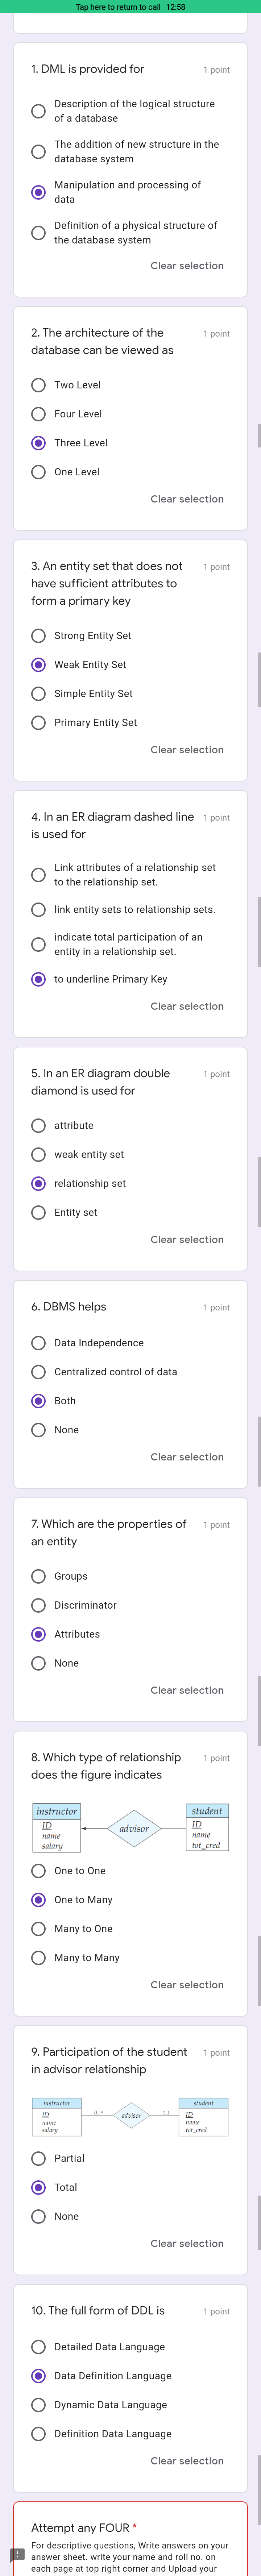 Tap here to return to call 12:58
1. DML is provided for
1 point
Description of the logical structure
of a database
The addition of new structure in the
database system
Manipulation and processing of
data
Definition of a physical structure of
the database system
Clear selection
2. The architecture of the
1 point
database can be viewed as
Two Level
Four Level
Three Level
One Level
Clear selection
3. An entity set that does not
1 point
have sufficient attributes to
form a primary key
Strong Entity Set
Weak Entity Set
Simple Entity Set
Primary Entity Set
Clear selection
4. In an ER diagram dashed line
1 point
is used for
Link attributes of a relationship set
to the relationship set.
link entity sets to relationship sets.
indicate total participation of an
entity in a relationship set.
to underline Primary Key
Clear selection
5. In an ER diagram double
1 point
diamond is used for
attribute
weak entity set
relationship set
Entity set
Clear selection
6. DBMS helps
1 point
Data Independence
Centralized control of data
Both
None
Clear selection
7. Which are the properties of
1 point
an entity
Groups
Discriminator
Attributes
None
Clear selection
8. Which type of relationship
1 point
does the figure indicates
instructor
ID
name
salary
advisor
student
ID
name
tot_cred
One to One
One to Many
Many to One
Many to Many
Clear selection
9. Participation of the student
1 point
in advisor relationship
instructor
ID
name
salary
0..*
advisor
1..1
student
ID
name
tot_cred
Partial
Total
None
Clear selection
10. The full form of DDL is
1 point
Detailed Data Language
Data Definition Language
Dynamic Data Language
Definition Data Language
Clear selection
Attempt any FOUR *
For descriptive questions, Write answers on your
answer sheet. write your name and roll no. on
each page at top right corner and Upload your